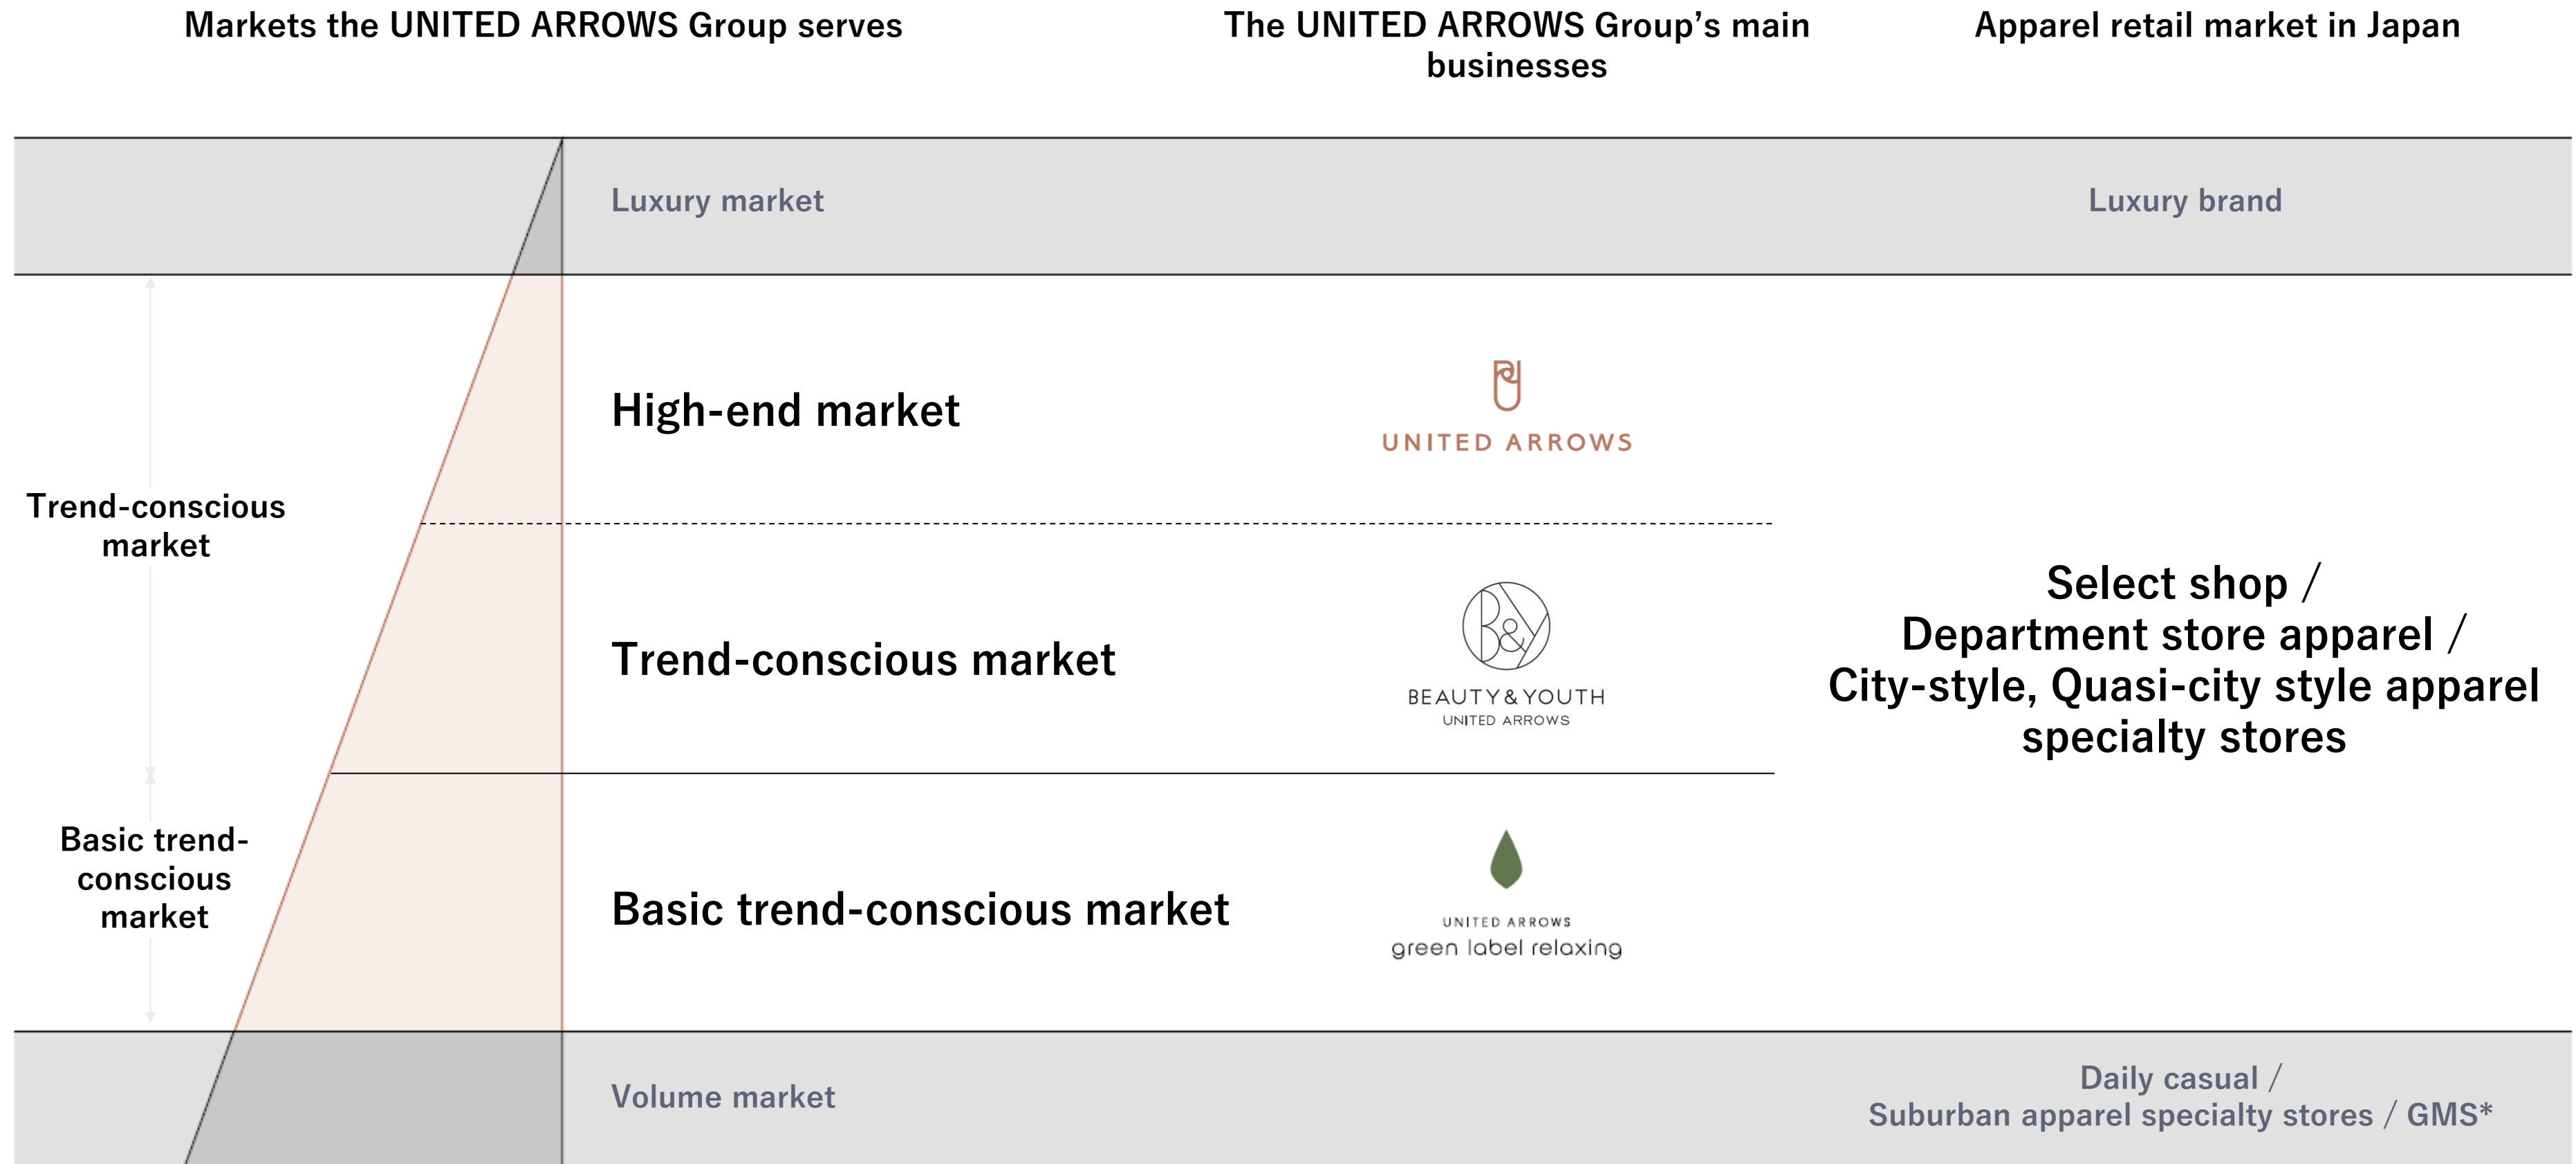 Markets the UNITED ARROWS Group serves
The UNITED ARROWS Group's main
businesses
Apparel retail market in Japan
Luxury market
Luxury brand
Trend-conscious
market
High-end market
UNITED ARROWS
Trend-conscious market
B&Y
BEAUTY&YOUTH
UNITED ARROWS
Select shop /
Department store apparel /
City-style, Quasi-city style apparel
specialty stores
Basic trend-
conscious
market
Basic trend-conscious market
UNITED ARROWS
green label relaxing
Volume market
Daily casual /
Suburban apparel specialty stores / GMS*